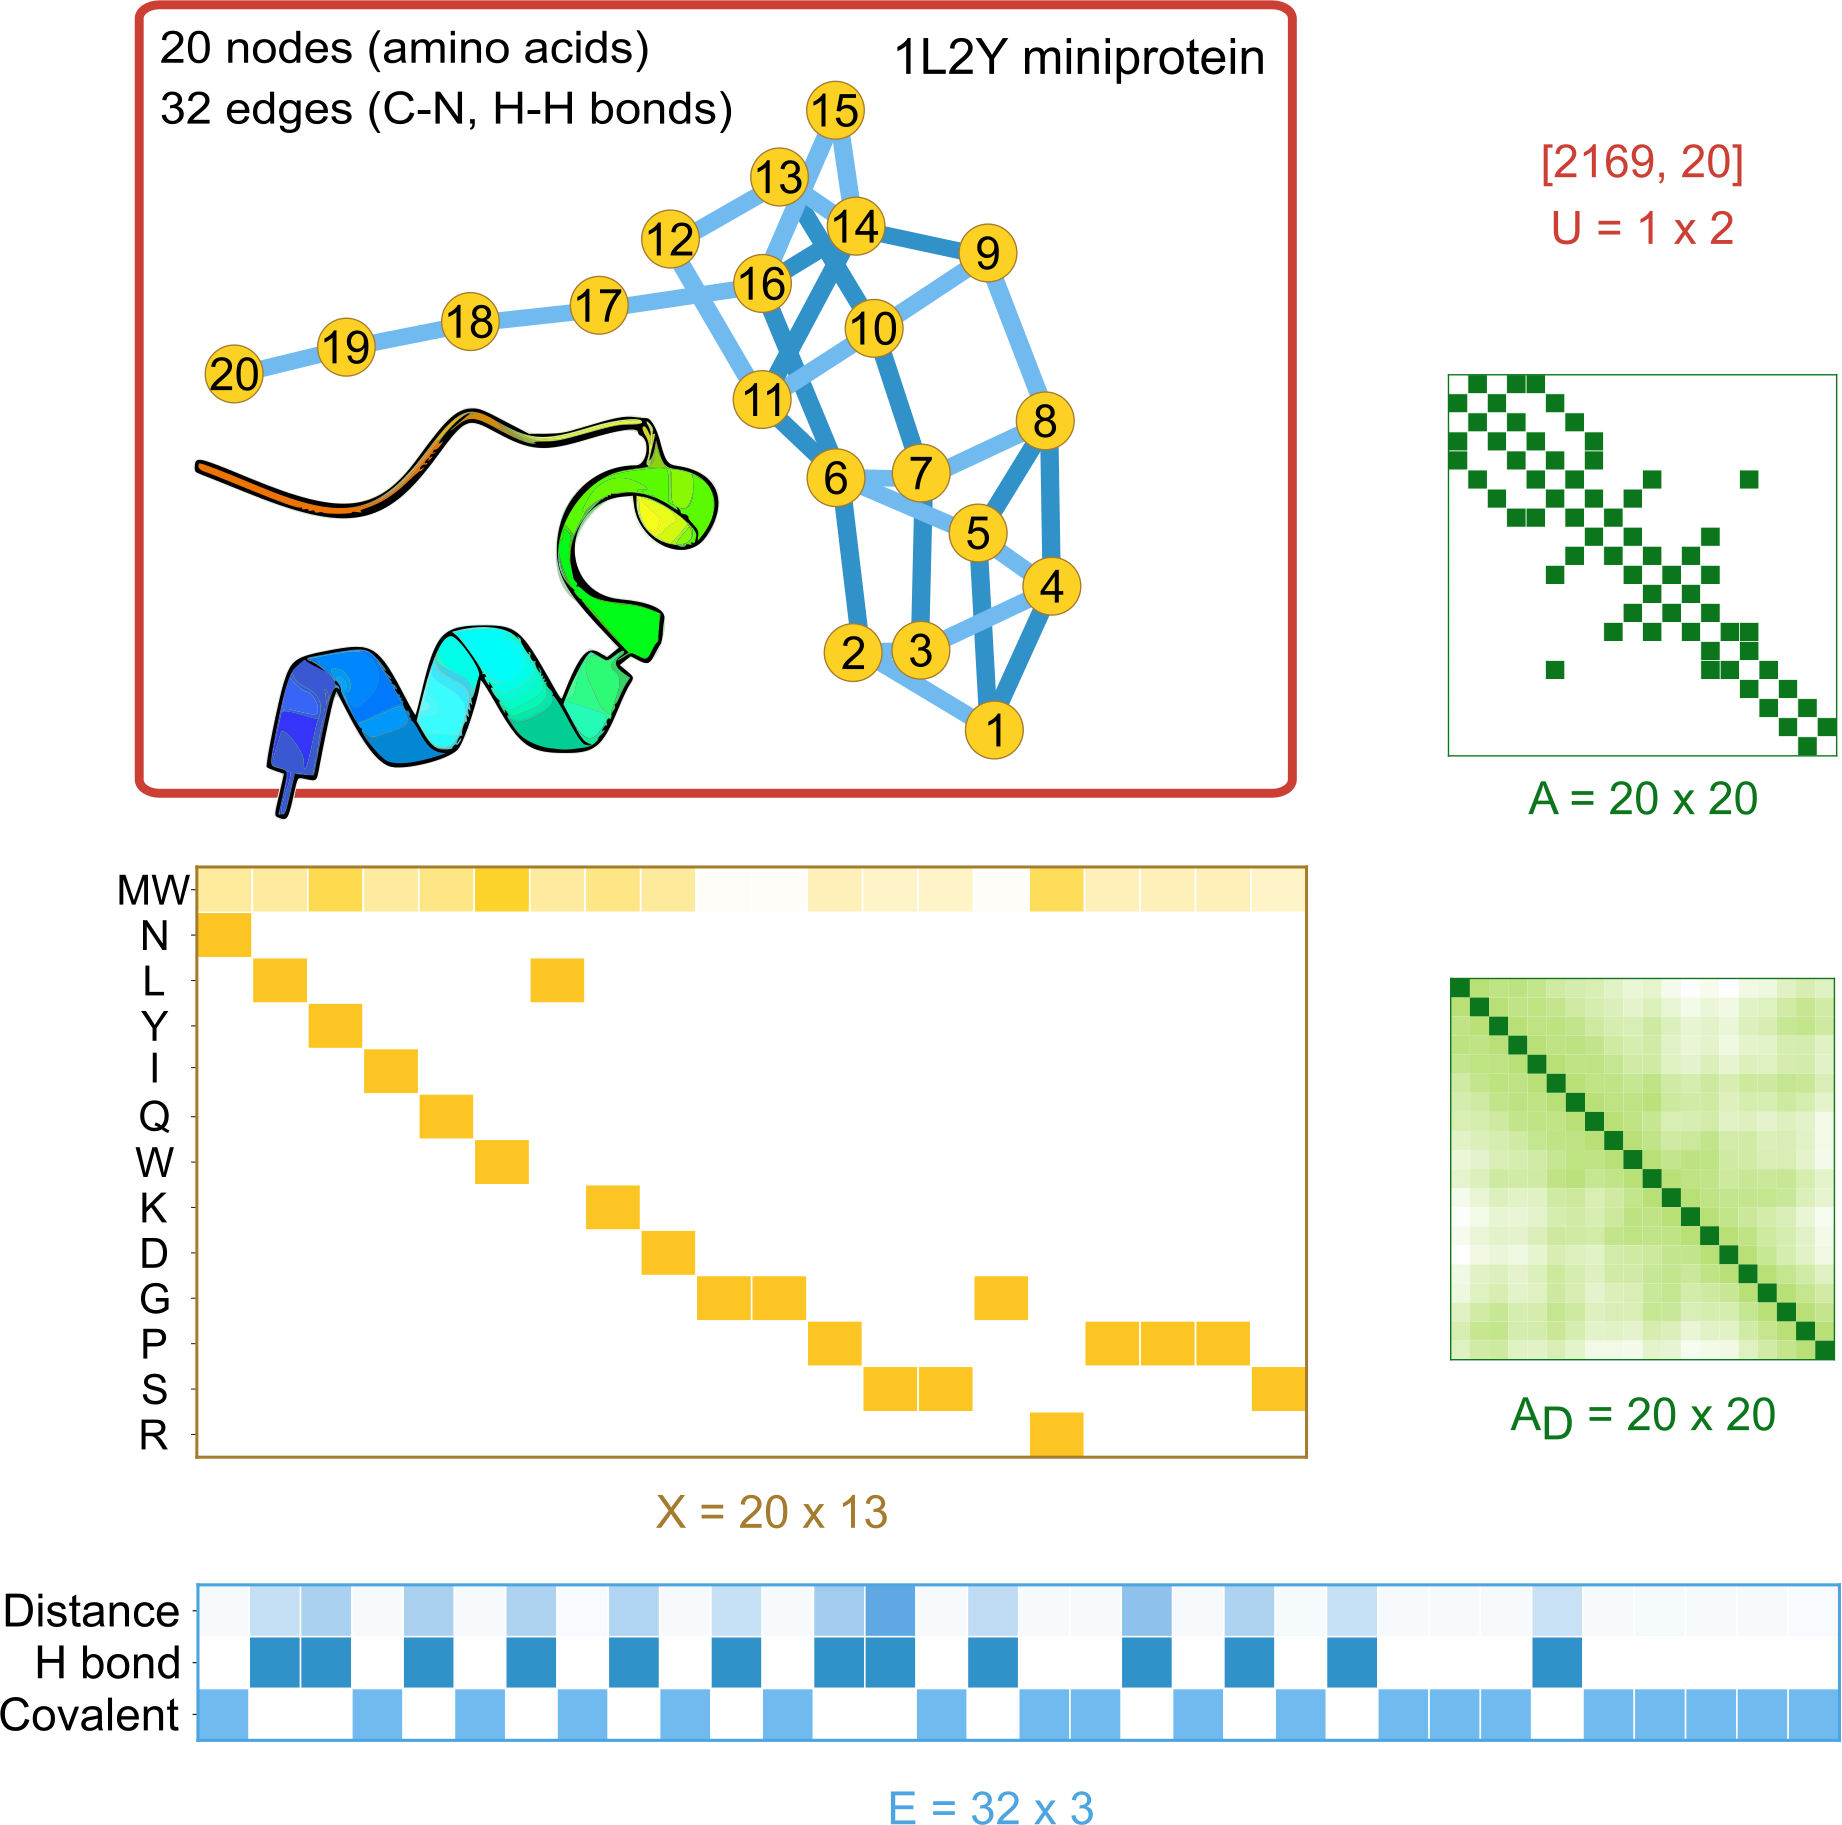 20 nodes (amino acids)
32 edges (C-N, H-H bonds)
1L2Y miniprotein
15
13
14
12
9
16
17
10
18
19
20
11
8
6
7
5
4
2
3
1
[2169, 20]
U = 1 x 2
A = 20 x 20
MW
N
L
Y
I
Q
W
K
D
G
P
S
R
X = 20 x 13
AD = 20 x 20
Distance
H bond
Covalent
E = 32 x 3